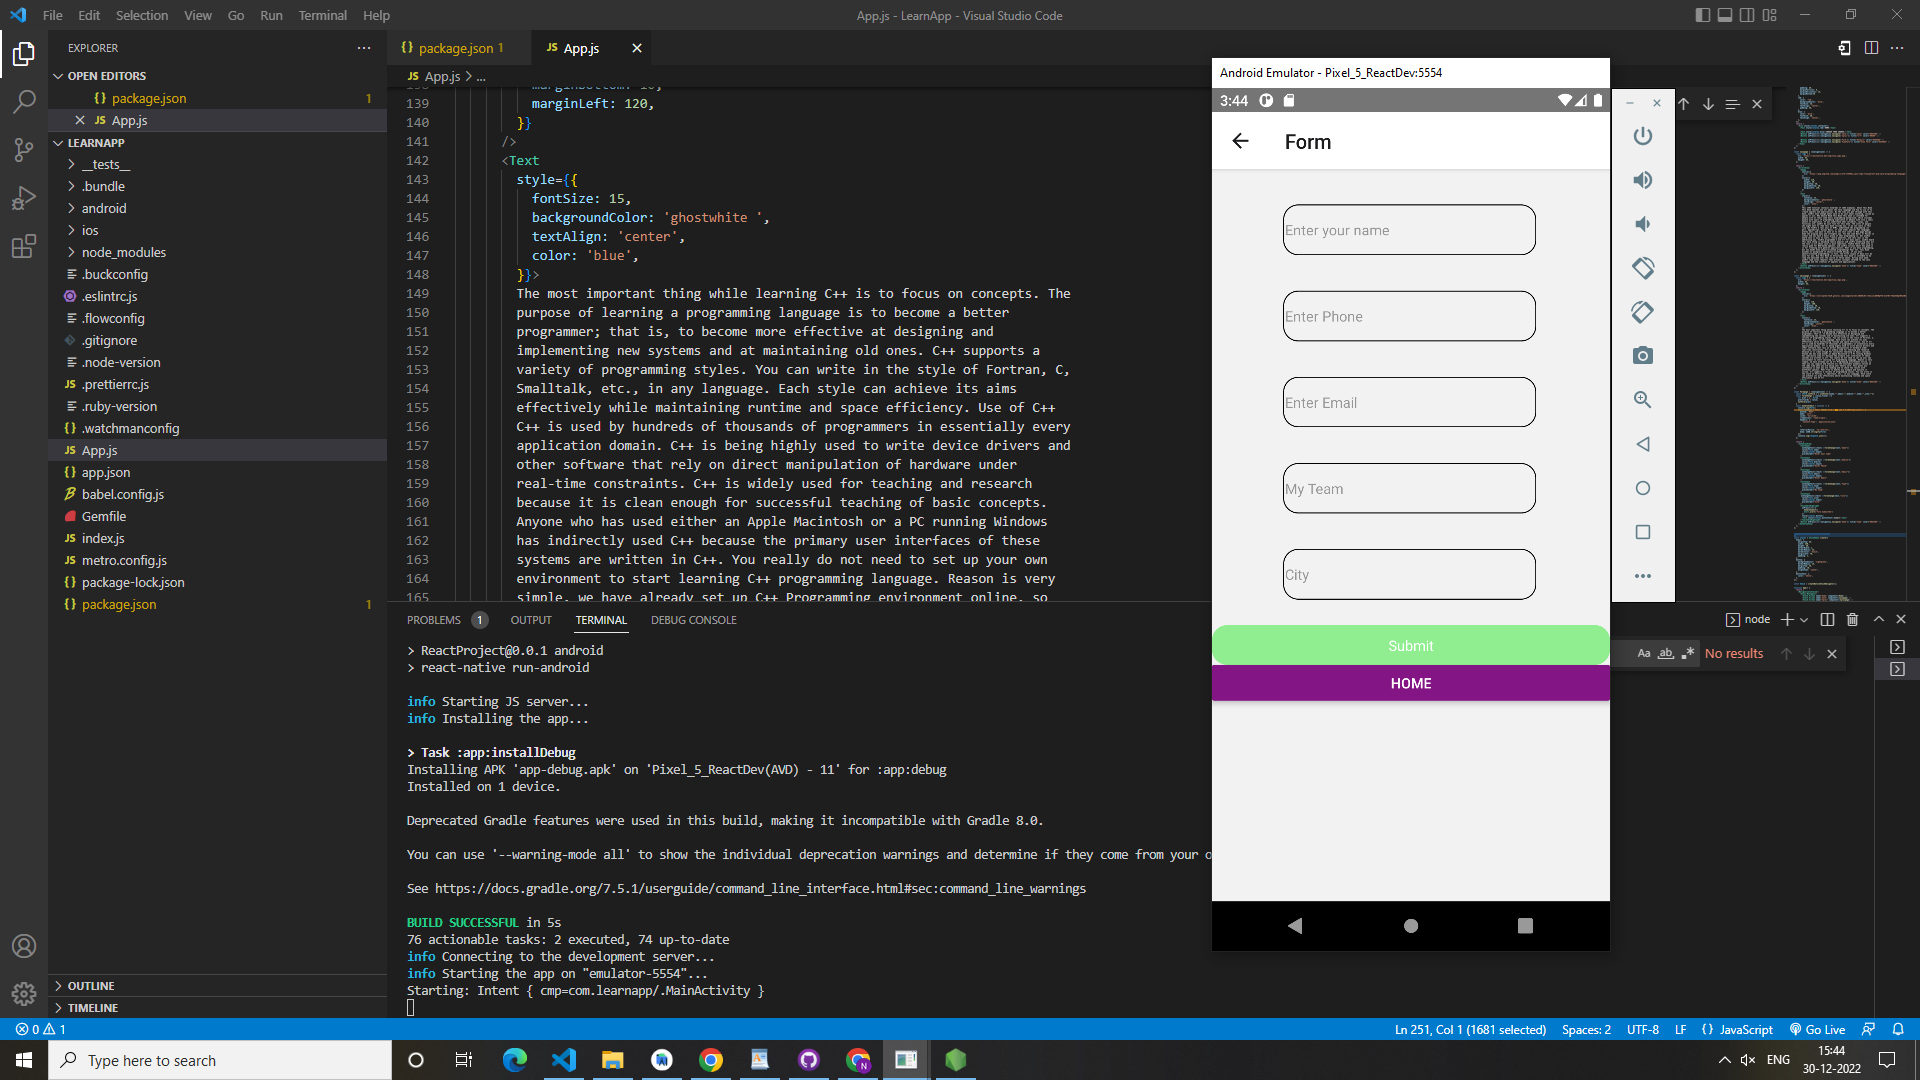 File Edit Selection View Go Run Terminal Help
App.js - LearnApp - Visual Studio Code
EXPLORER
OPEN EDITORS
package.json 1
App.js
LEARNAPP
__tests__
.bundle
android
ios
node_modules
.buckconfig
.eslintrc.js
.flowconfig
.gitignore
.node-version
.prettierrc.js
.ruby-version
.watchmanconfig
App.js
app.json
babel.config.js
Gemfile
index.js
metro.config.js
package-lock.json
package.json 1
OUTLINE
TIMELINE
package.json 1
App.js
App.js > ...
139 marginLeft: 120,
140 }}
141 />
142 <Text
143 style={{
144 fontSize: 15,
145 backgroundColor: 'ghostwhite ',
146 textAlign: 'center',
147 color: 'blue',
148 }}>
149 The most important thing while learning C++ is to focus on concepts. The
150 purpose of learning a programming language is to become a better
151 programmer; that is, to become more effective at designing and
152 implementing new systems and at maintaining old ones. C++ supports a
153 variety of programming styles. You can write in the style of Fortran, C,
154 Smalltalk, etc., in any language. Each style can achieve its aims
155 effectively while maintaining runtime and space efficiency. Use of C++
156 C++ is used by hundreds of thousands of programmers in essentially every
157 application domain. C++ is being highly used to write device drivers and
158 other software that rely on direct manipulation of hardware under
159 real-time constraints. C++ is widely used for teaching and research
160 because it is clean enough for successful teaching of basic concepts.
161 Anyone who has used either an Apple Macintosh or a PC running Windows
162 has indirectly used C++ because the primary user interfaces of these
163 systems are written in C++. You really do not need to set up your own
164 environment to start learning C++ programming language. Reason is very
165 simple, we have already set up C++ Programming environment online, so
PROBLEMS 1 OUTPUT TERMINAL DEBUG CONSOLE
node
Aa ab No results
> ReactProject@0.0.1 android
> react-native run-android
info Starting JS server...
info Installing the app...
> Task :app:installDebug
Installing APK 'app-debug.apk' on 'Pixel_5_ReactDev(AVD) - 11' for :app:debug
Installed on 1 device.
Deprecated Gradle features were used in this build, making it incompatible with Gradle 8.0.
You can use '--warning-mode all' to show the individual deprecation warnings and determine if they come from your o
See https://docs.gradle.org/7.5.1/userguide/command_line_interface.html#sec:command_line_warnings
BUILD SUCCESSFUL in 5s
76 actionable tasks: 2 executed, 74 up-to-date
info Connecting to the development server...
info Starting the app on "emulator-5554"...
Starting: Intent { cmp=com.learnapp/.MainActivity }
Android Emulator - Pixel_5_ReactDev:5554
3:44
Form
Enter your name
Enter Phone
Enter Email
My Team
City
Submit
HOME
0 1
Ln 251, Col 1 (1681 selected) Spaces: 2 UTF-8 LF { } JavaScript Go Live
Type here to search
ENG
15:44
30-12-2022